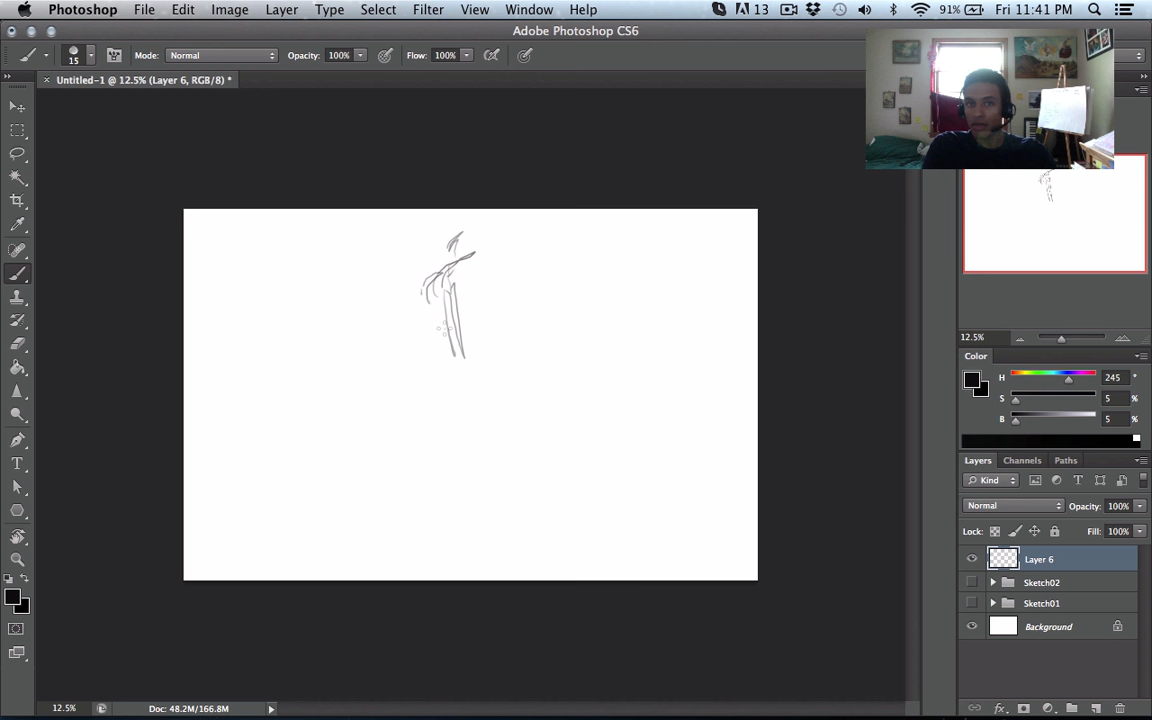 Photoshop File Edit Image Layer Type Select Filter View Window Help 13 91% Fri 11:41 PM
Adobe Photoshop CS6
15 Mode: Normal Opacity: 100% Flow: 100%
Untitled-1 @ 12.5% (Layer 6, RGB/8) *
12.5%
Color
H 245 °
S 5 %
B 5 %
Layers Channels Paths
Kind
Normal Opacity: 100%
Lock: Fill: 100%
Layer 6
Sketch02
Sketch01
Background
12.5% Doc: 48.2M/166.8M